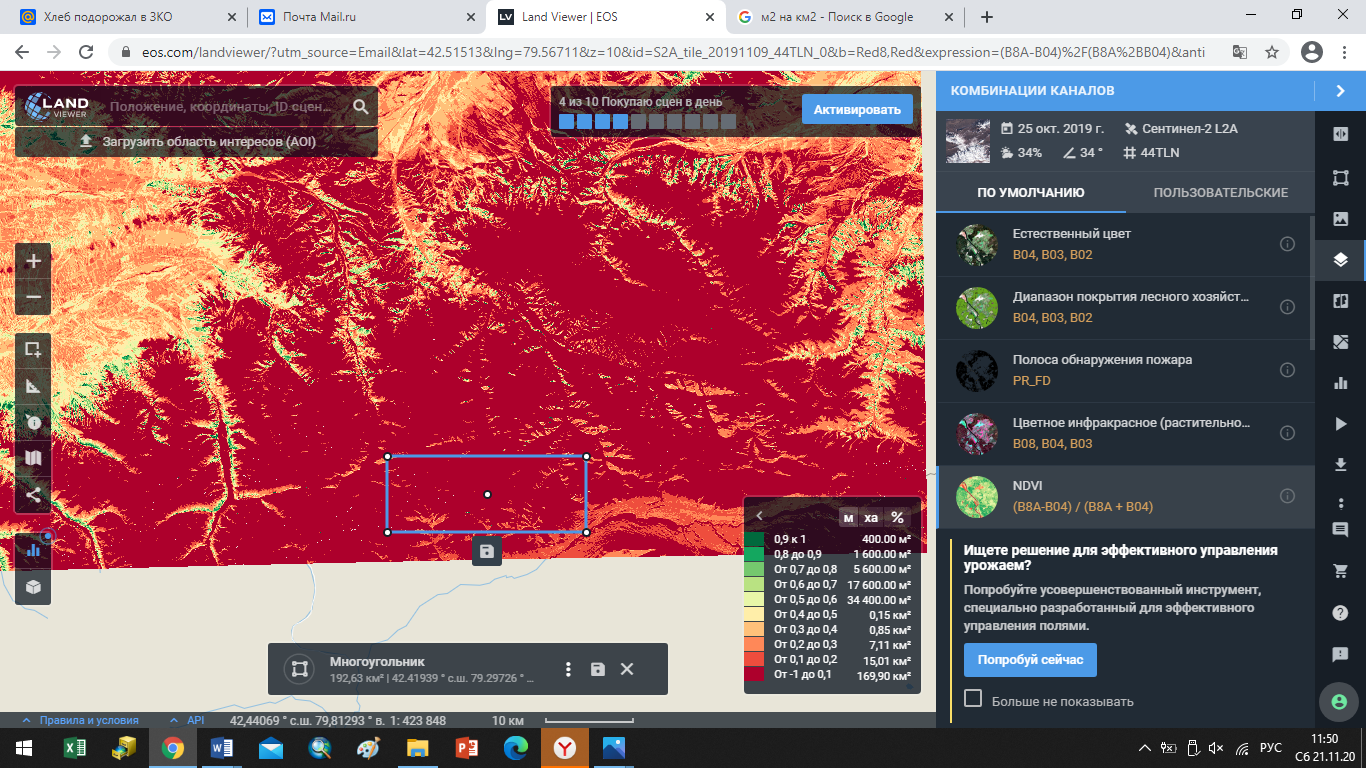 Хлеб подорожал в ЗКО
Почта Mail.ru
LV Land Viewer | EOS
м2 на км2 - Поиск в Google
eos.com/landviewer/?utm_source=Email&lat=42.51513&lng=79.56711&z=10&id=S2A_tile_20191109_44TLN_0&b=Red8,Red&expression=(B8A-B04)%2F(B8A%2BB04)&anti
LAND VIEWER
Положение, координаты, ID сцен...
Загрузить область интересов (AOI)
4 из 10 Покупаю сцен в день
Активировать
КОМБИНАЦИИ КАНАЛОВ
25 окт. 2019 г. Сентинел-2 L2A
34% 34 ° 44TLN
ПО УМОЛЧАНИЮ ПОЛЬЗОВАТЕЛЬСКИЕ
Естественный цвет
B04, B03, B02
Диапазон покрытия лесного хозяйст...
B04, B03, B02
Полоса обнаружения пожара
PR_FD
Цветное инфракрасное (растительно...
B08, B04, B03
NDVI
(B8A-B04) / (B8A + B04)
Ищете решение для эффективного управления
урожаем?
Попробуйте усовершенствованный инструмент,
специально разработанный для эффективного
управления полями.
Попробуй сейчас
Больше не показывать
м га %
0,9 к 1 400.00 м²
0,8 до 0,9 1 600.00 м²
От 0,7 до 0,8 5 600.00 м²
От 0,6 до 0,7 17 600.00 м²
От 0,5 до 0,6 34 400.00 м²
От 0,4 до 0,5 0,15 км²
От 0,3 до 0,4 0,85 км²
От 0,2 до 0,3 7,11 км²
От 0,1 до 0,2 15,01 км²
От -1 до 0,1 169,90 км²
Многоугольник
192,63 км² | 42.41939 ° с.ш. 79.29726 ° ...
Правила и условия API 42,44069 ° с.ш. 79,81293 ° в. 1: 423 848 10 км
РУС
11:50
Сб 21.11.20